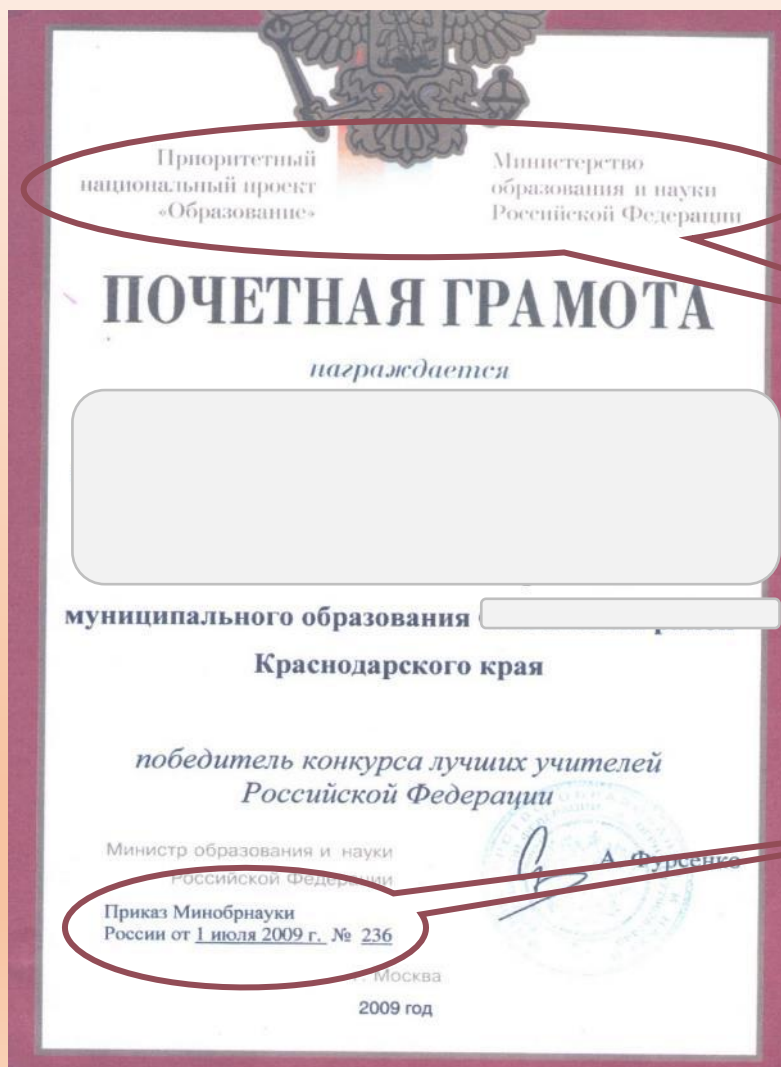 Приоритетный
национальный проект
«Образование»
Министерство
образования и науки
Российской Федерации
ПОЧЕТНАЯ ГРАМОТА
награждается
муниципального образования
Краснодарского края
победитель конкурса лучших учителей
Российской Федерации
Министр образования и науки
Российской Федерации
А. Фурсенко
Приказ Минобрнауки
России от 1 июля 2009 г. № 236
г. Москва
2009 год